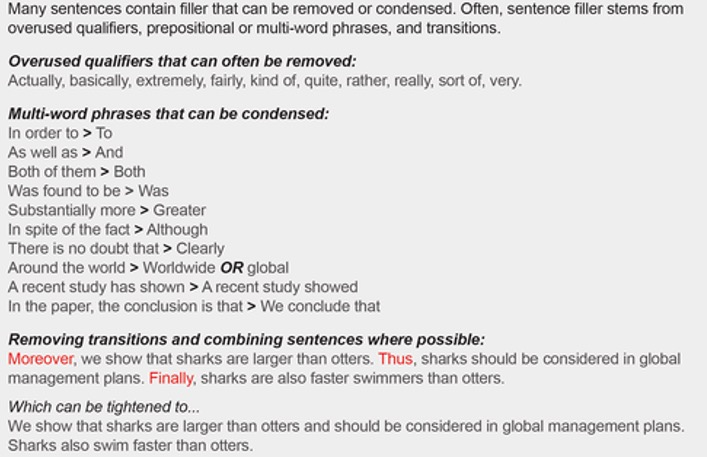 Many sentences contain filler that can be removed or condensed. Often, sentence filler stems from
overused qualifiers, prepositional or multi-word phrases, and transitions.
Overused qualifiers that can often be removed:
Actually, basically, extremely, fairly, kind of, quite, rather, really, sort of, very.
Multi-word phrases that can be condensed:
In order to > To
As well as > And
Both of them > Both
Was found to be > Was
Substantially more > Greater
In spite of the fact > Although
There is no doubt that > Clearly
Around the world > Worldwide OR global
A recent study has shown > A recent study showed
In the paper, the conclusion is that > We conclude that
Removing transitions and combining sentences where possible:
Moreover, we show that sharks are larger than otters. Thus, sharks should be considered in global
management plans. Finally, sharks are also faster swimmers than otters.
Which can be tightened to...
We show that sharks are larger than otters and should be considered in global management plans.
Sharks also swim faster than otters.